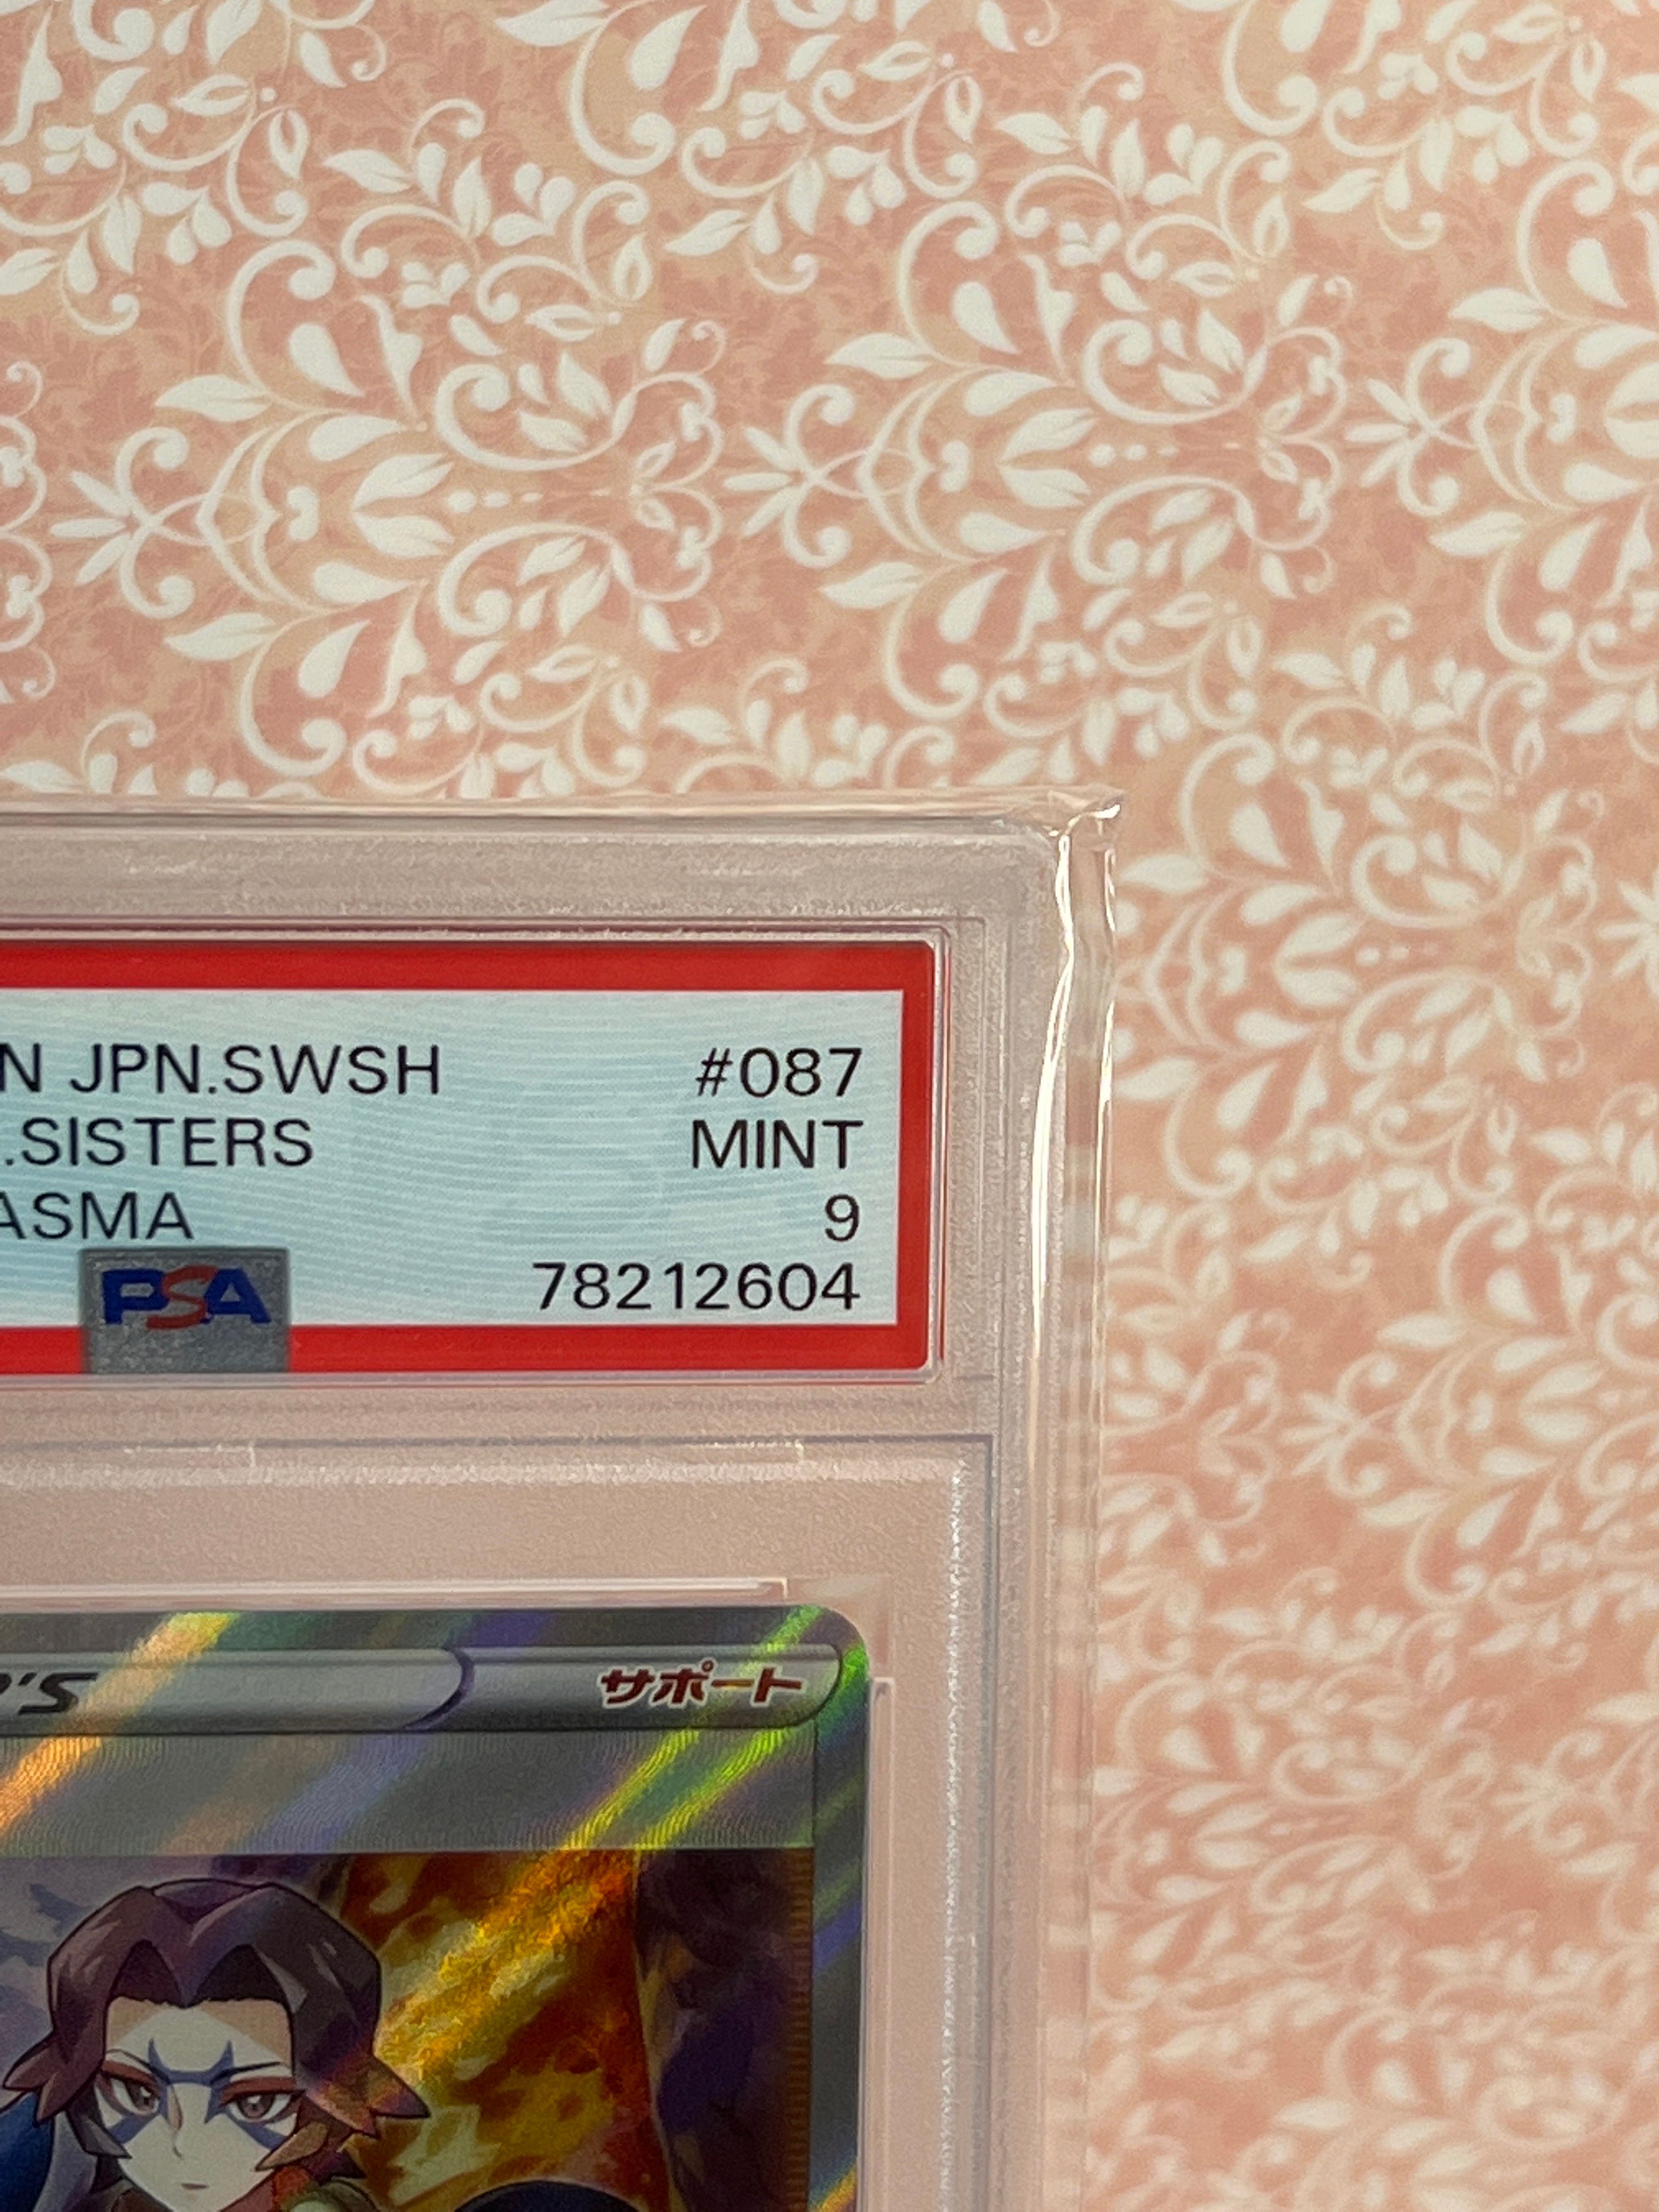 N JPN.SWSH #087
.SISTERS MINT
ASMA 9
PSA 78212604
'S サポート